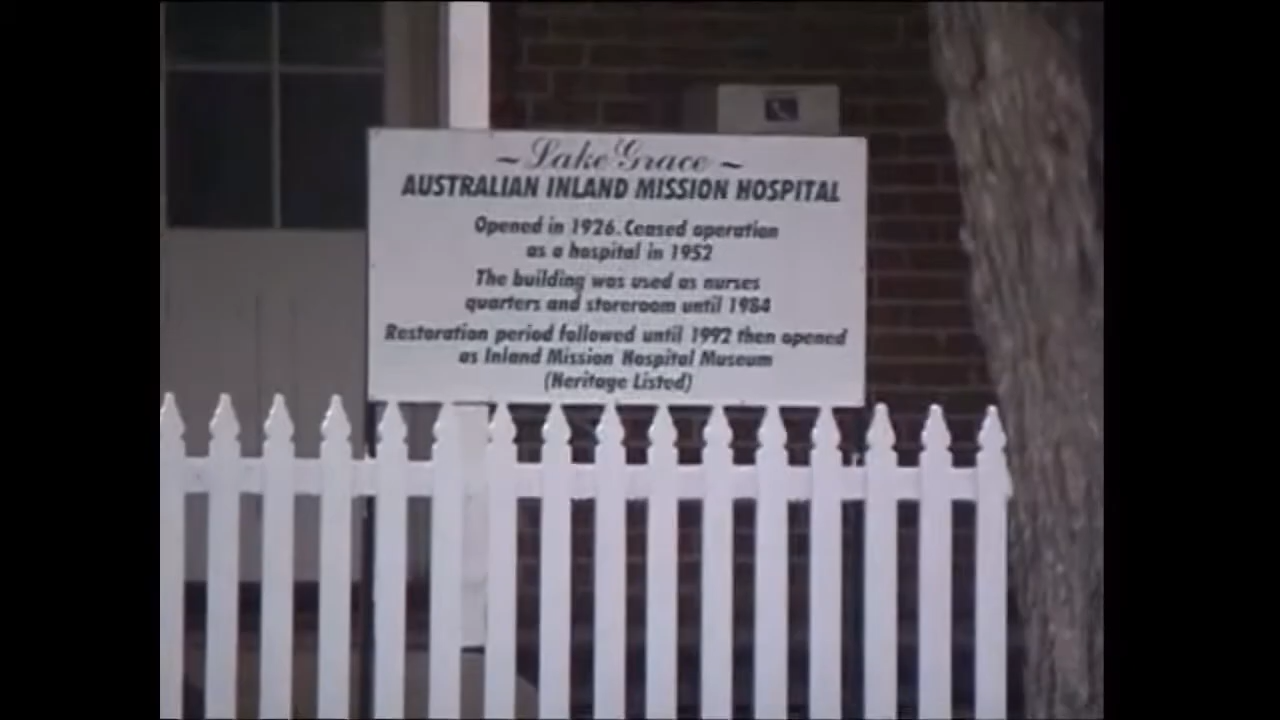 ~ Lake Grace ~
AUSTRALIAN INLAND MISSION HOSPITAL
Opened in 1926. Ceased operation
as a hospital in 1952
The building was used as nurses
quarters and storeroom until 1984
Restoration period followed until 1992 then opened
as Inland Mission Hospital Museum
(Heritage Listed)